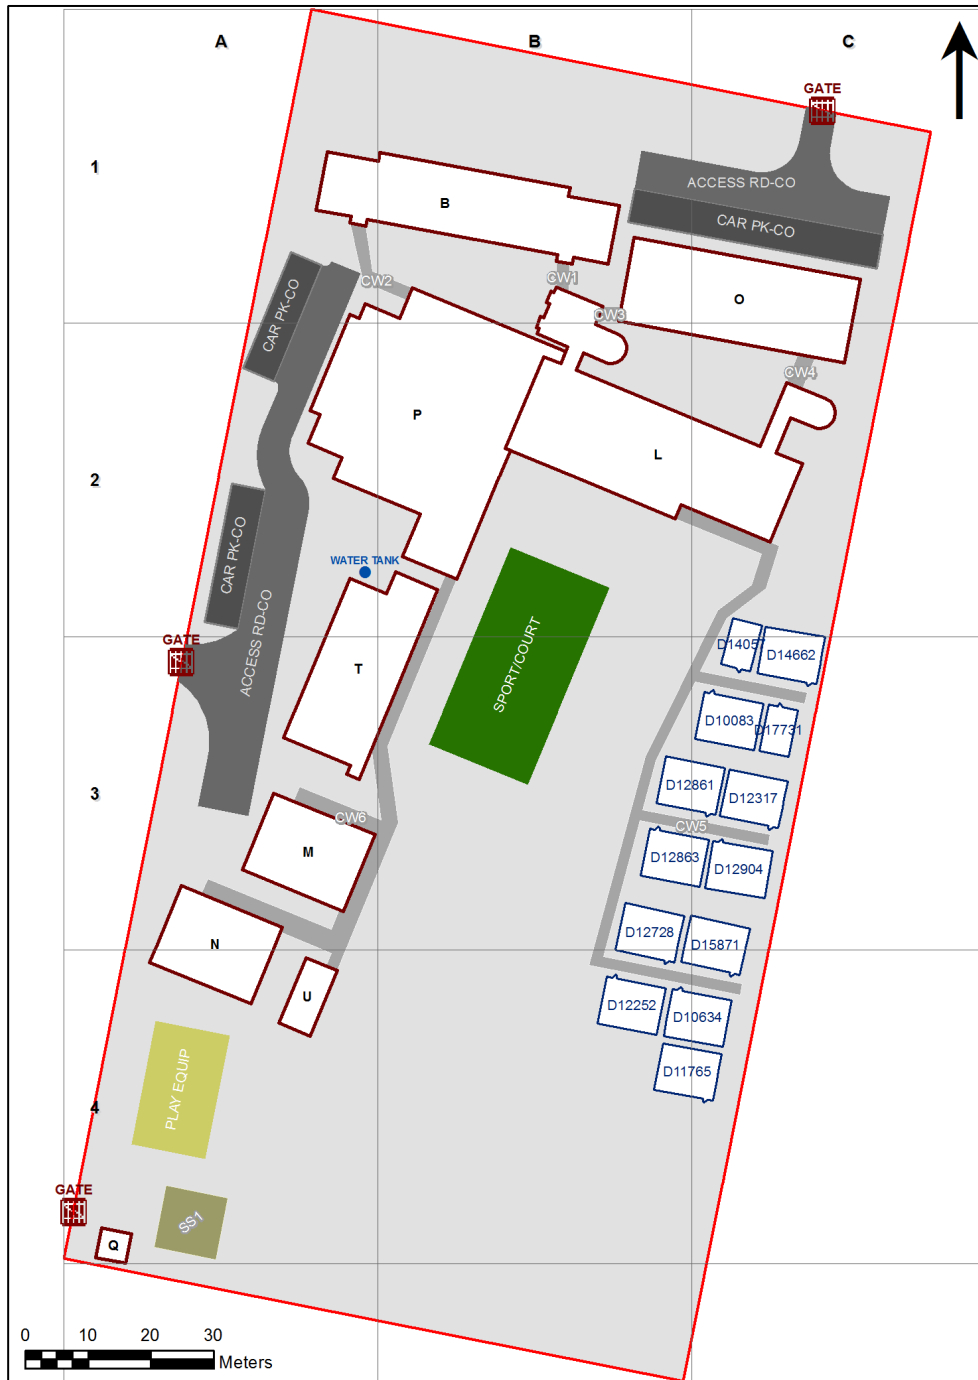 A
B
C
GATE
1
ACCESS RD-CO
B
CAR PK-CO
CW2
CW1
CAR PK-CO
O
CW3
CW4
P
L
2
CAR PK-CO
WATER TANK
ACCESS RD-CO
SPORT/COURT
GATE
D14057
D14662
T
D10083
D17731
3
D12861
D12317
CW6
CW5
M
D12863
D12904
N
D12728
D15871
U
D12252
D10634
D11765
PLAY EQUIP
4
GATE
SS1
Q
0 10 20 30
Meters